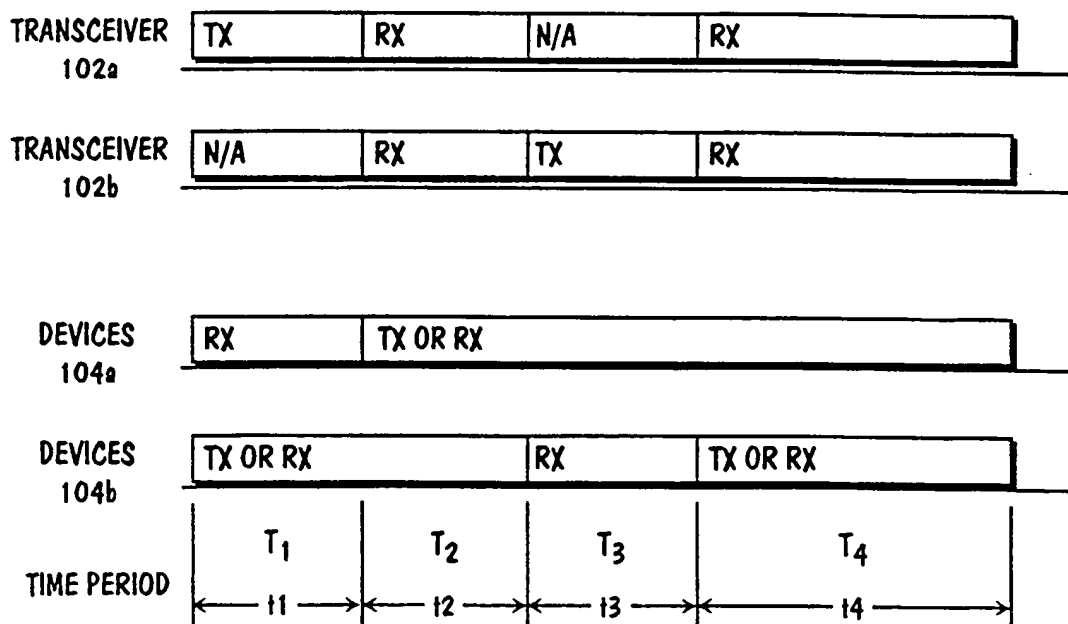 TRANSCEIVER 102a TX RX N/A RX
TRANSCEIVER 102b N/A RX TX RX
DEVICES 104a RX TX OR RX
DEVICES 104b TX OR RX RX TX OR RX
T1 T2 T3 T4
TIME PERIOD t1 t2 t3 t4